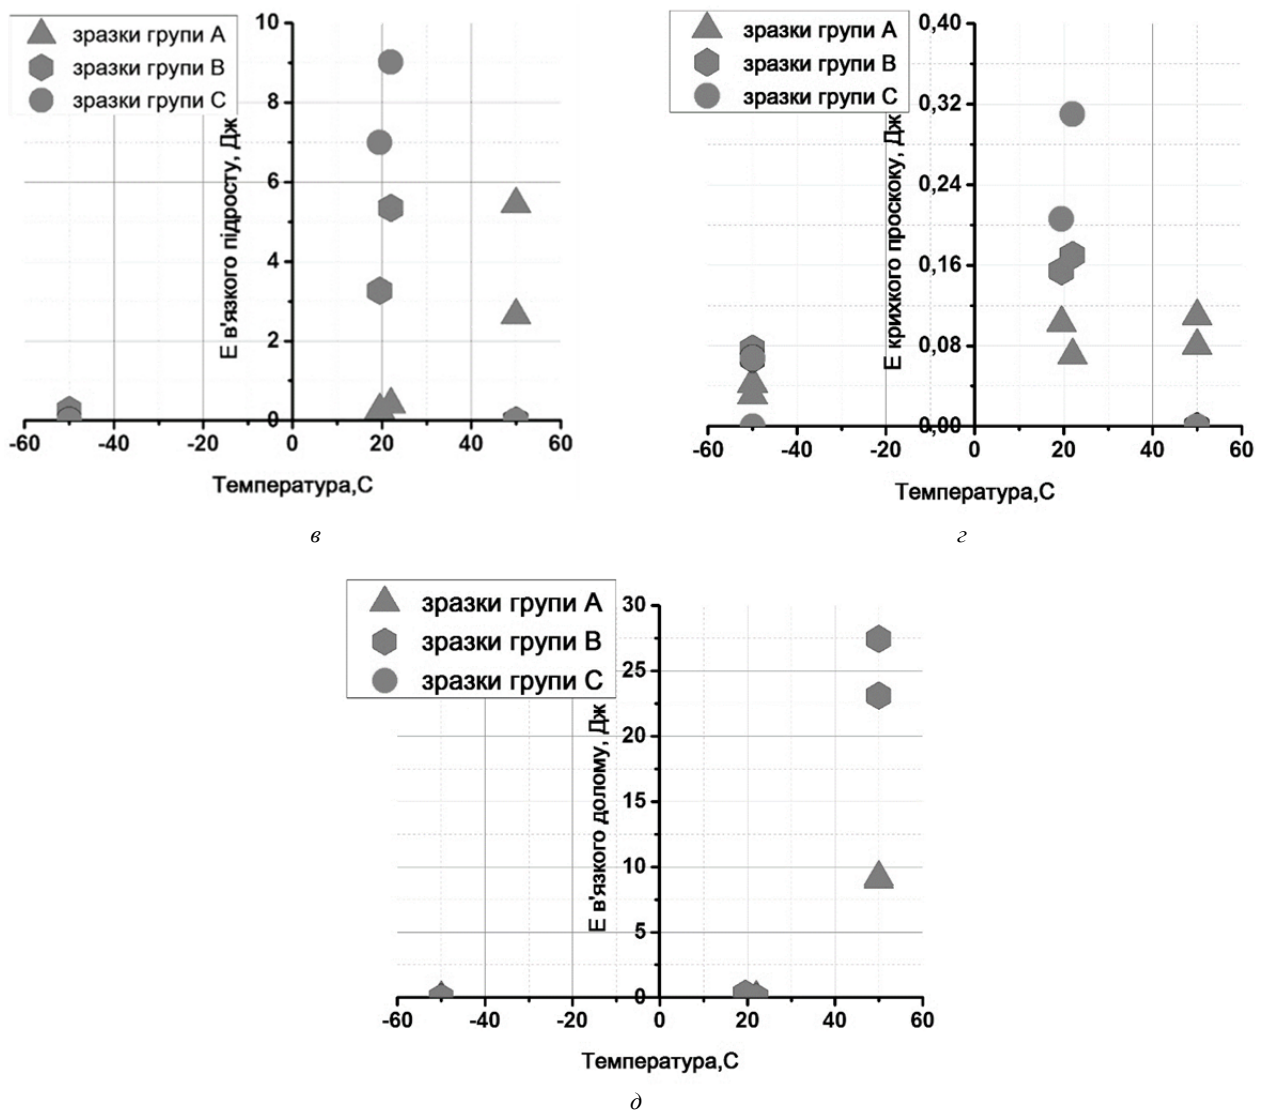 зразки групи A
зразки групи B
зразки групи C
E в'язкого підросту, Дж
10
8
6
4
2
0
-60 -40 -20 0 20 40 60
Температура,С
в
зразки групи A
зразки групи B
зразки групи C
E крихкого проскоку, Дж
0,40
0,32
0,24
0,16
0,08
0,00
-60 -40 -20 0 20 40 60
Температура,С
г
зразки групи A
зразки групи B
зразки групи C
E в'язкого долому, Дж
30
25
20
15
10
5
0
-60 -40 -20 0 20 40 60
Температура,С
д